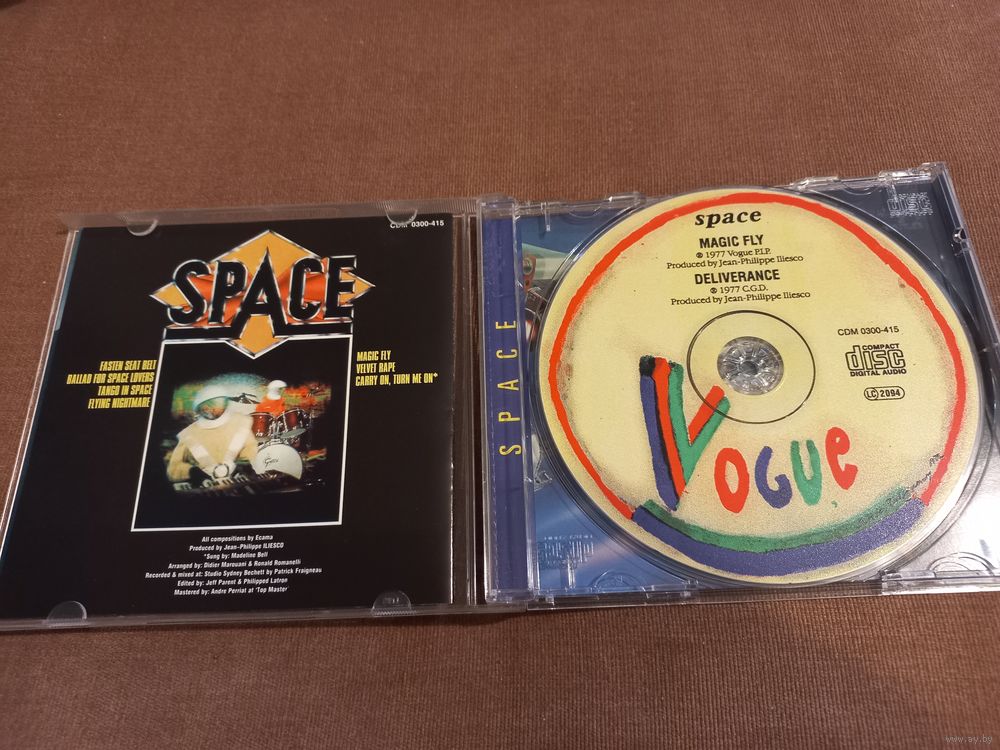 CDM 0300-415
SPACE
FASTEN SEAT BELT
BALLAD FOR SPACE LOVERS
TANGO IN SPACE
FLYING NIGHTMARE
MAGIC FLY
VELVET RAPE
CARRY ON, TURN ME ON*
All compositions by Ecama
Produced by Jean-Philippe ILIESCO
*Sung by: Madeline Bell
Arranged by: Didier Marouani & Ronald Romanelli
Recorded & mixed at: Studio Sydney Bechett by Patrick Fraigneau
Edited by: Jeff Parent & Philipped Latron
Mastered by: Andre Perriat at 'Top Master'
SPACE
space
MAGIC FLY
℗ 1977 Vogue P.I.P.
Produced by Jean-Philippe Iliesco
DELIVERANCE
℗ 1977 C.G.D.
Produced by Jean-Philippe Iliesco
CDM 0300-415
COMPACT
disc
DIGITAL AUDIO
LC 2094
VOGUE
disc
www.ay.by